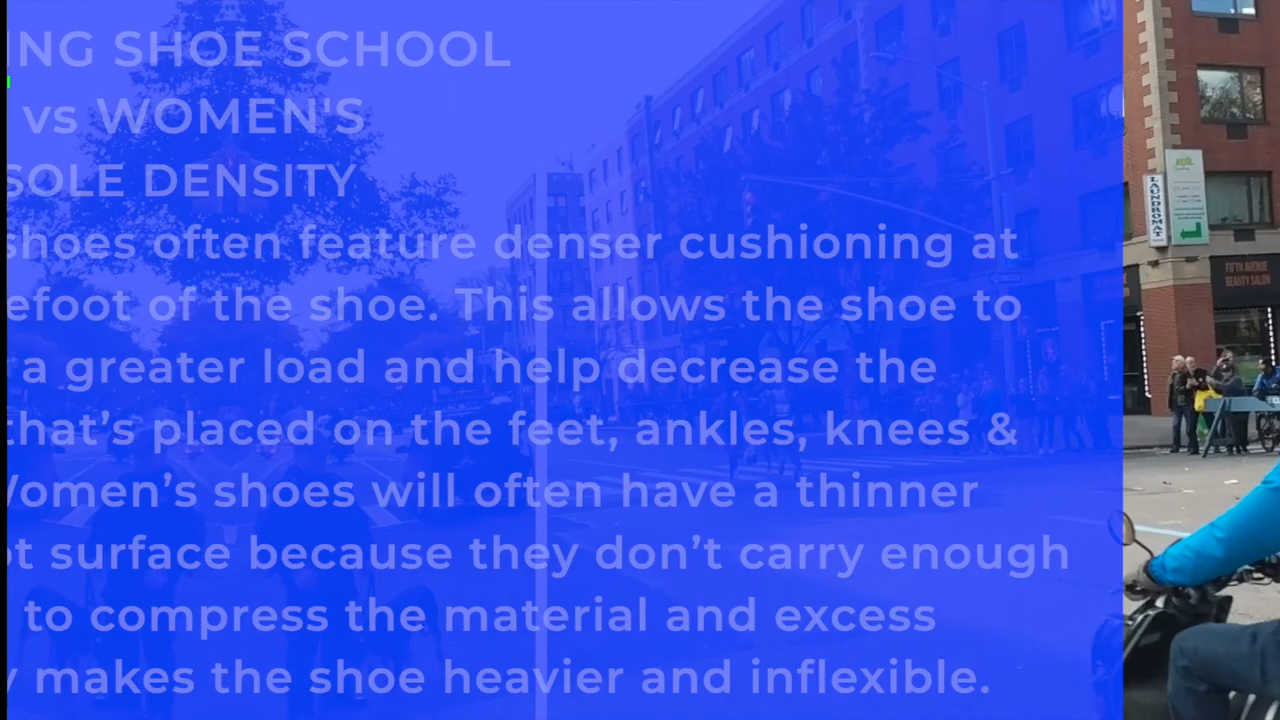 ING SHOE SCHOOL
vs WOMEN'S
SOLE DENSITY
shoes often feature denser cushioning at
efoot of the shoe. This allows the shoe to
a greater load and help decrease the
that’s placed on the feet, ankles, knees &
Women’s shoes will often have a thinner
ot surface because they don’t carry enough
to compress the material and excess
y makes the shoe heavier and inflexible.
LAUNDROMAT
FIFTH AVENUE
BEAUTY SALON